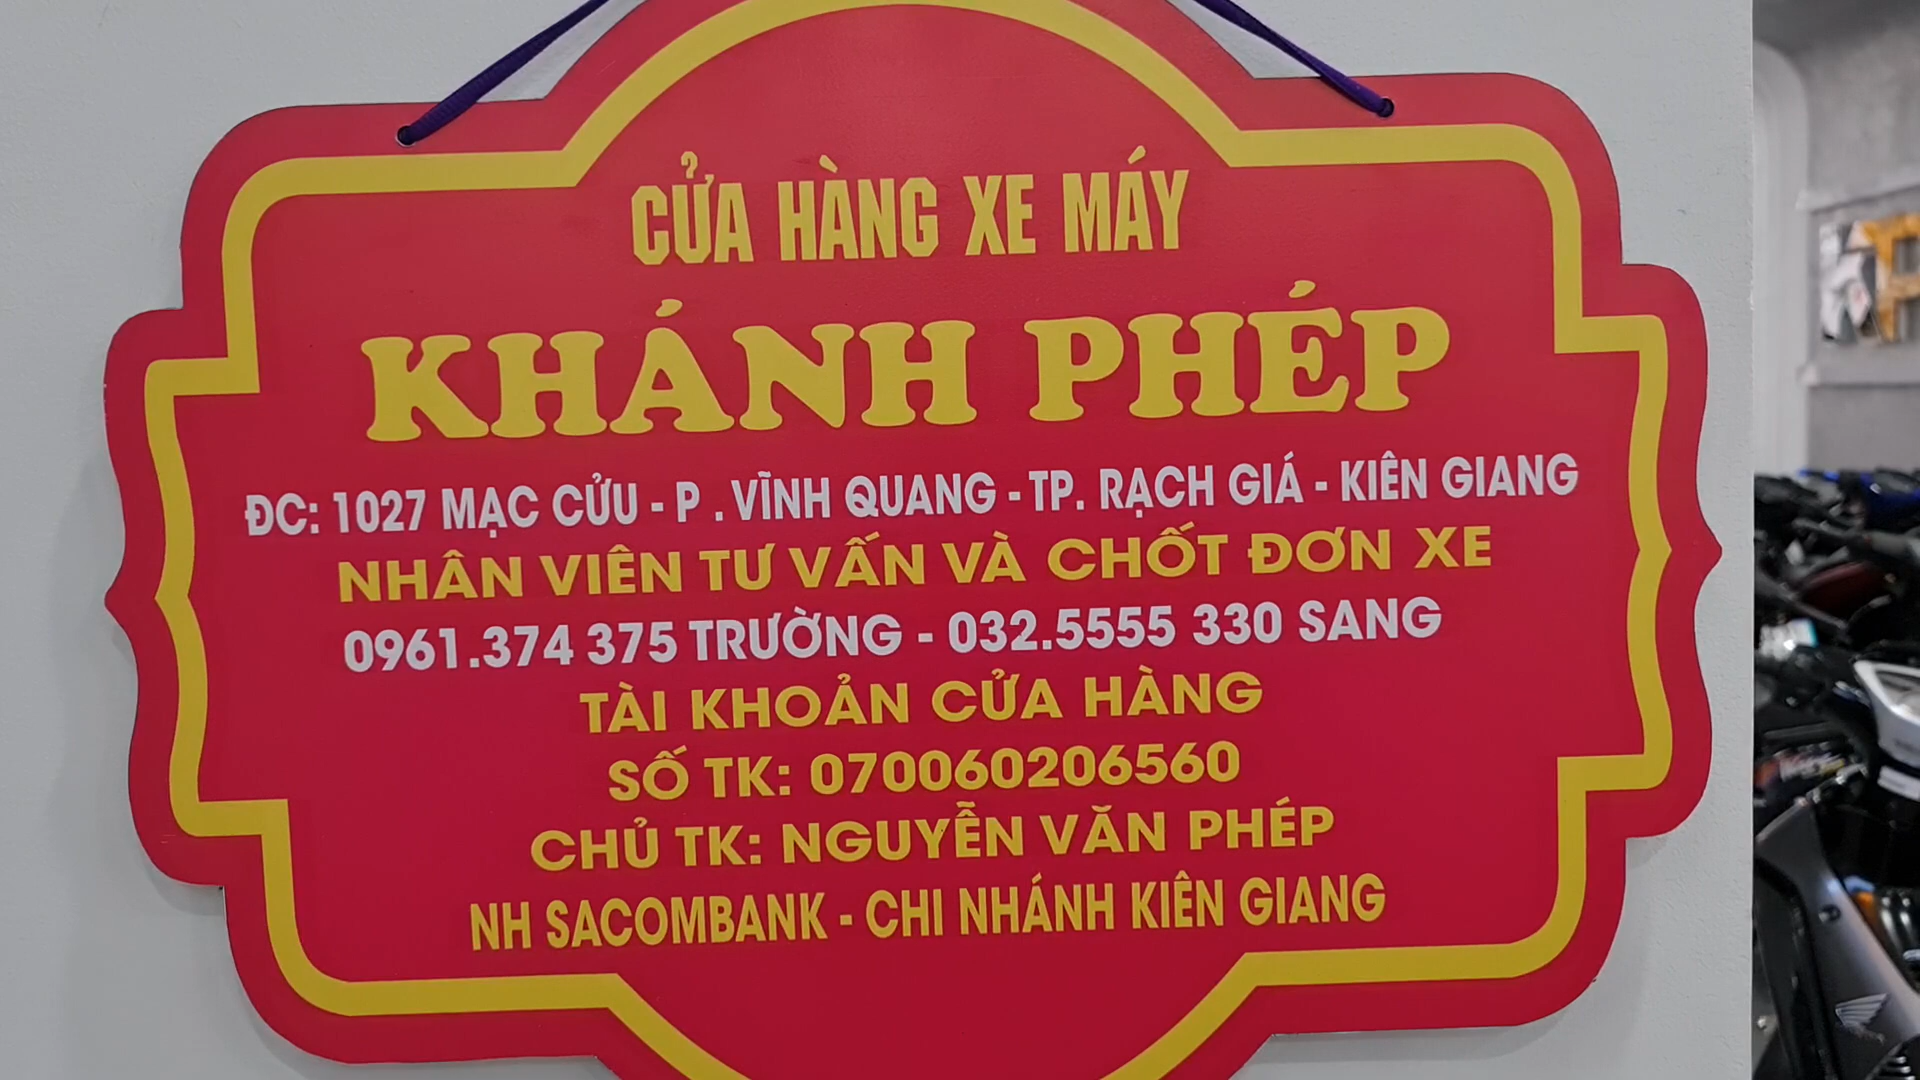 CỬA HÀNG XE MÁY
KHÁNH PHÉP
ĐC: 1027 MẠC CỬU - P . VĨNH QUANG - TP. RẠCH GIÁ - KIÊN GIANG
NHÂN VIÊN TƯ VẤN VÀ CHỐT ĐƠN XE
0961.374 375 TRƯỜNG - 032.5555 330 SANG
TÀI KHOẢN CỬA HÀNG
SỐ TK: 070060206560
CHỦ TK: NGUYỄN VĂN PHÉP
NH SACOMBANK - CHI NHÁNH KIÊN GIANG